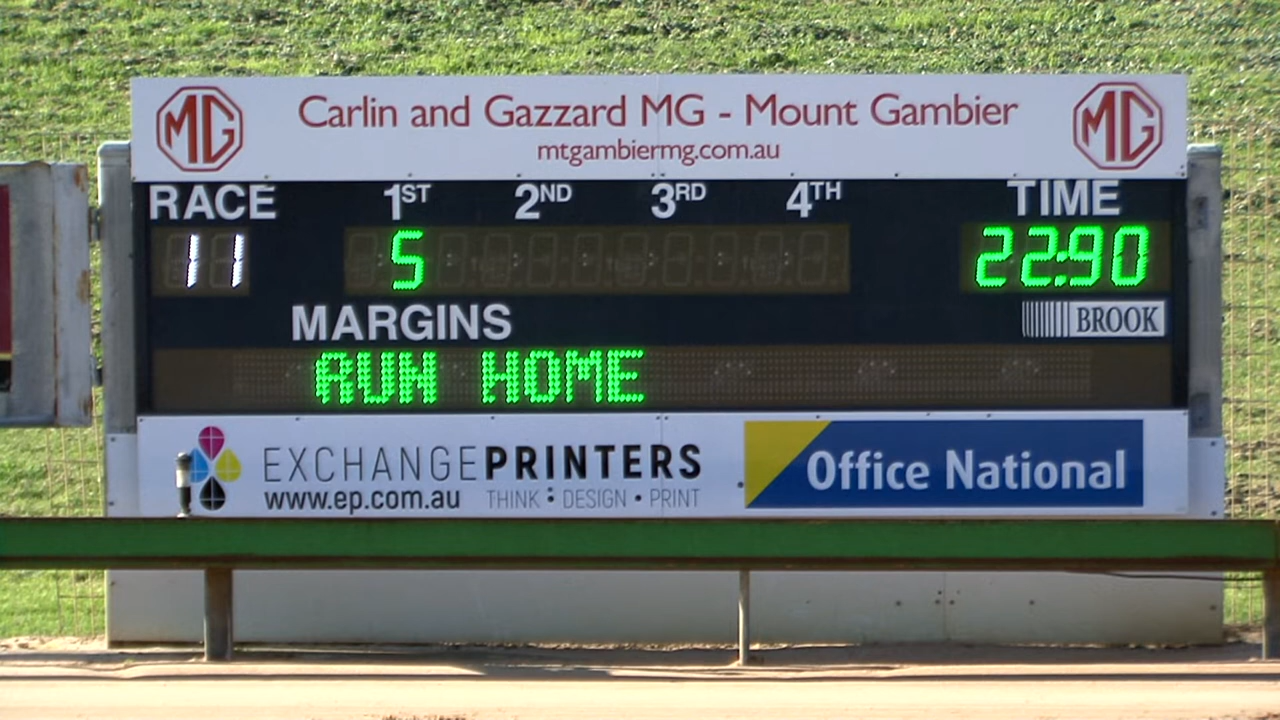 MG Carlin and Gazzard MG - Mount Gambier MG
mtgambiermg.com.au
RACE 1ST 2ND 3RD 4TH TIME
11 5 22:90
MARGINS BROOK
RUN HOME
EXCHANGEPRINTERS Office National
www.ep.com.au THINK : DESIGN • PRINT